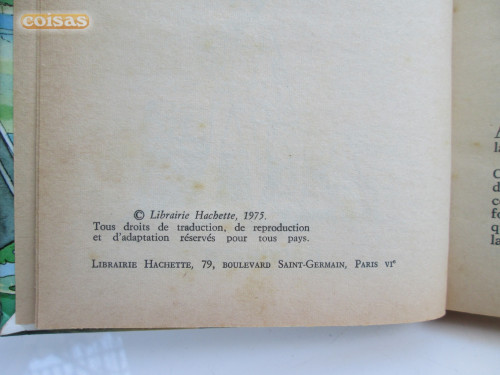 coisas
© Librairie Hachette, 1975.
Tous droits de traduction, de reproduction
et d'adaptation réservés pour tous pays.
LIBRAIRIE HACHETTE, 79, BOULEVARD SAINT-GERMAIN, PARIS VIᵉ